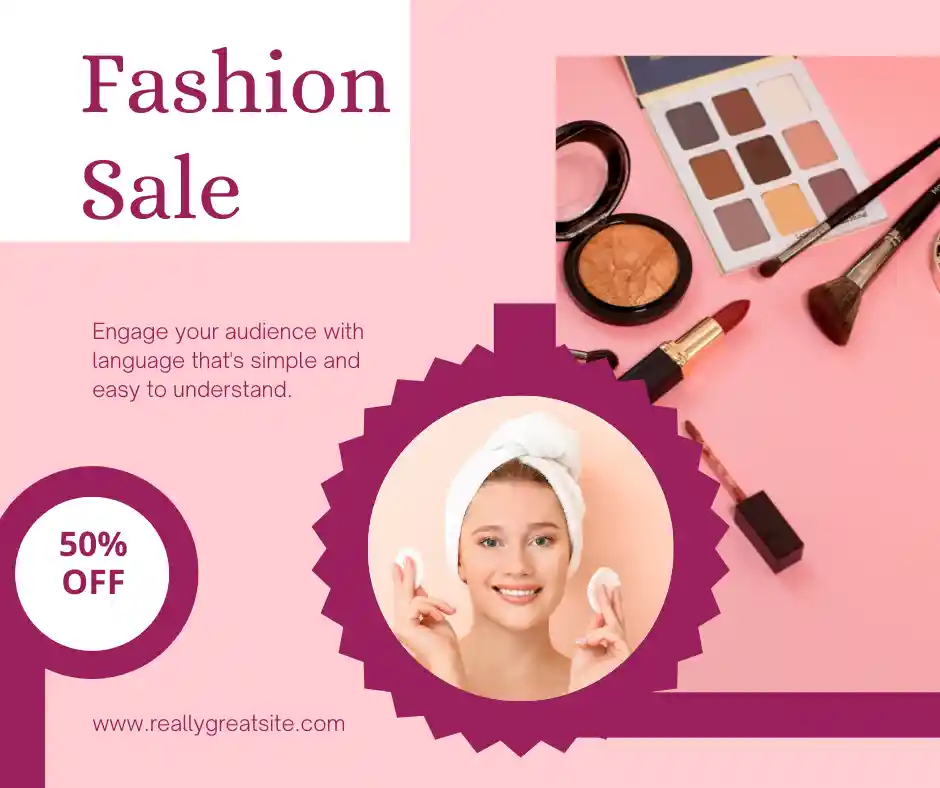 Fashion
Sale
Engage your audience with
language that's simple and
easy to understand.
50%
OFF
www.reallygreatsite.com